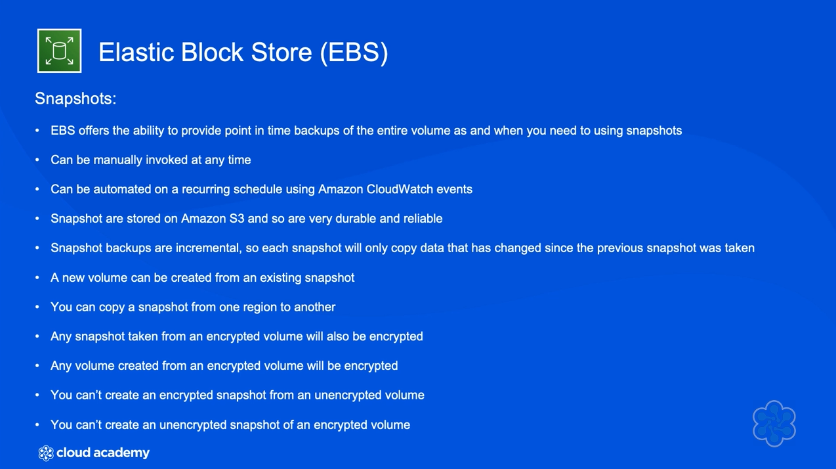 Elastic Block Store (EBS)
Snapshots:
• EBS offers the ability to provide point in time backups of the entire volume as and when you need to using snapshots
• Can be manually invoked at any time
• Can be automated on a recurring schedule using Amazon CloudWatch events
• Snapshot are stored on Amazon S3 and so are very durable and reliable
• Snapshot backups are incremental, so each snapshot will only copy data that has changed since the previous snapshot was taken
• A new volume can be created from an existing snapshot
• You can copy a snapshot from one region to another
• Any snapshot taken from an encrypted volume will also be encrypted
• Any volume created from an encrypted volume will be encrypted
• You can't create an encrypted snapshot from an unencrypted volume
• You can't create an unencrypted snapshot of an encrypted volume
cloud academy